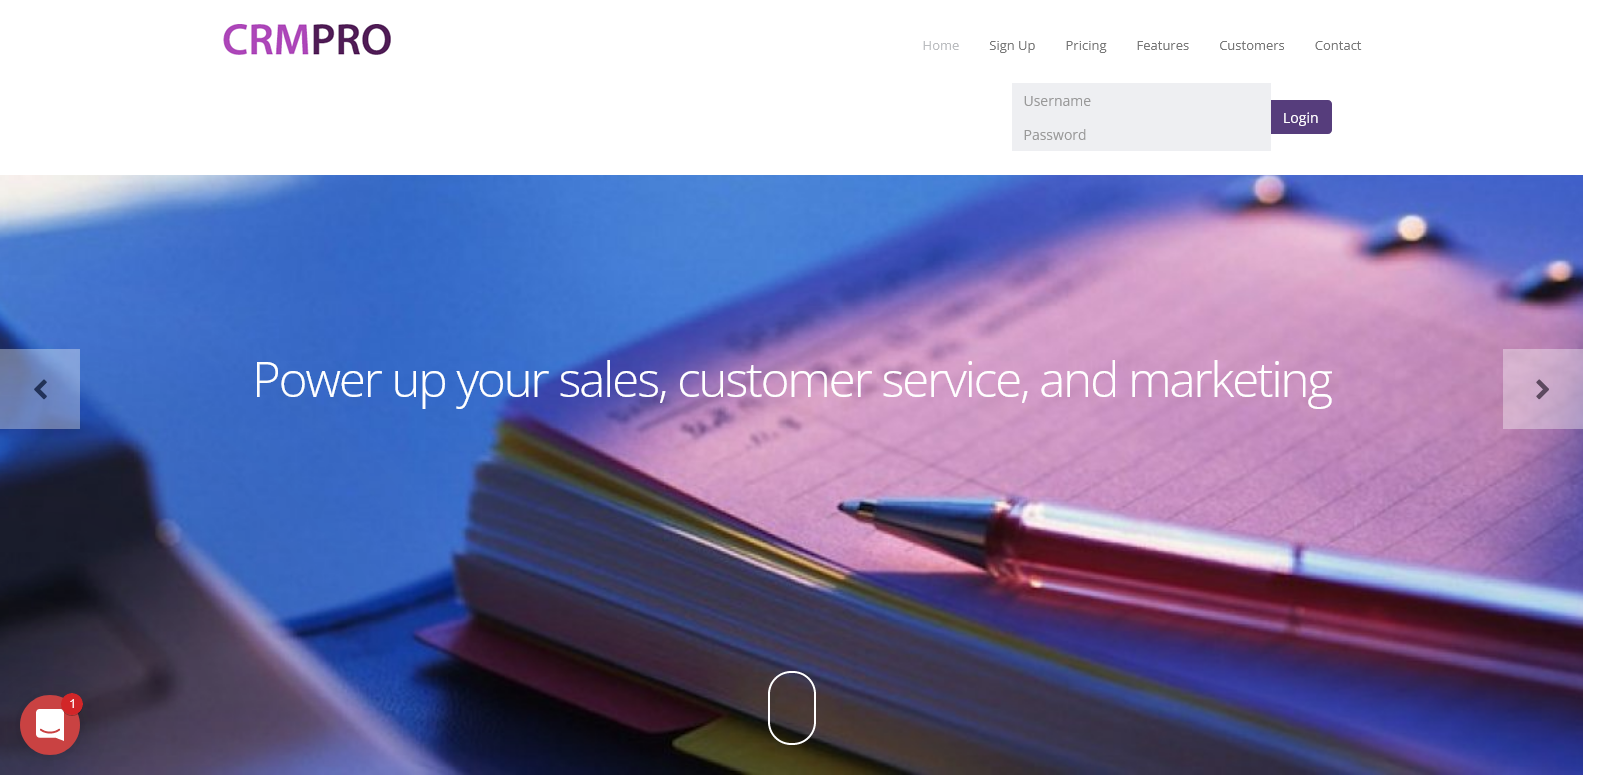 CRMPRO
Home Sign Up Pricing Features Customers Contact
Username
Login
Password
Power up your sales, customer service, and marketing
1